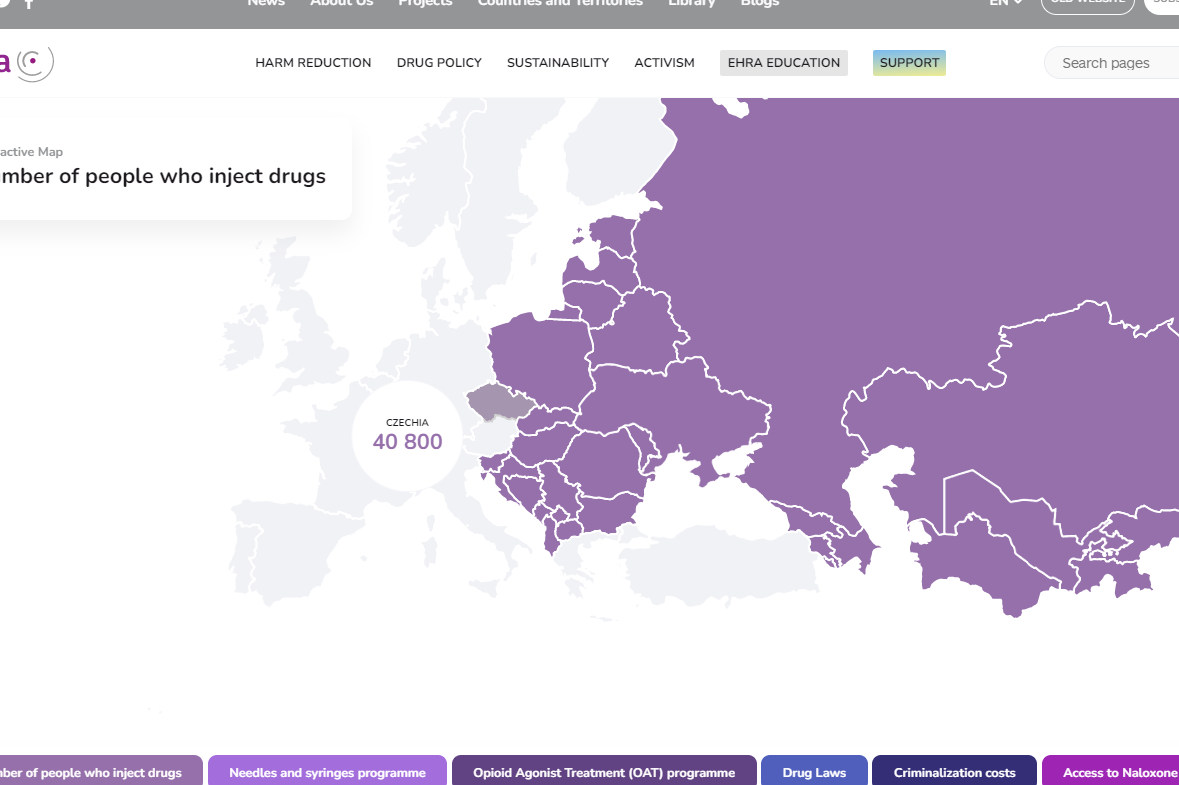 News About Us Projects Countries and Territories Library Blogs EN OLD WEBSITE
a HARM REDUCTION DRUG POLICY SUSTAINABILITY ACTIVISM EHRA EDUCATION SUPPORT Search pages
active Map
mber of people who inject drugs
CZECHIA
40 800
ber of people who inject drugs Needles and syringes programme Opioid Agonist Treatment (OAT) programme Drug Laws Criminalization costs Access to Naloxone